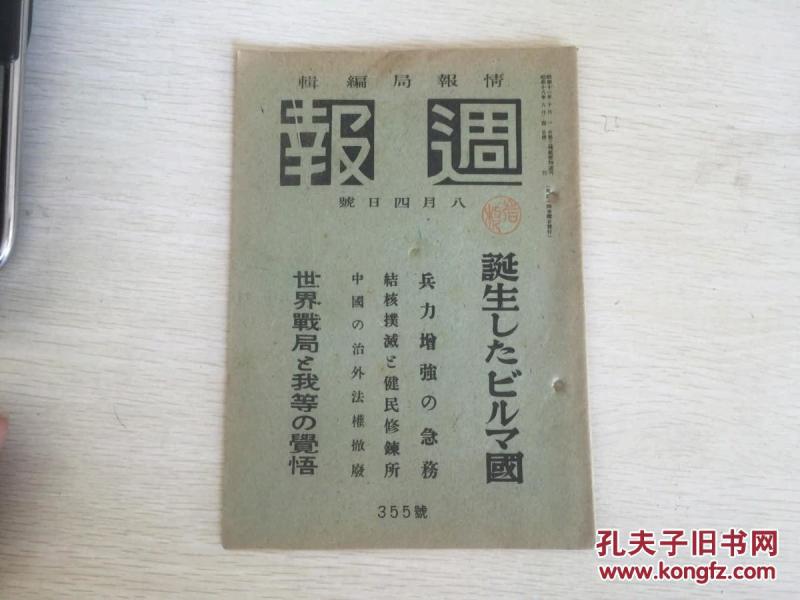 情報局編輯
週報
八月四日號
誕生したビルマ國
兵力增強の急務
結核撲滅と健民修鍊所
中國の治外法權撤廢
世界戰局と我等の覺悟
355號
孔夫子旧书网
www.kongfz.com